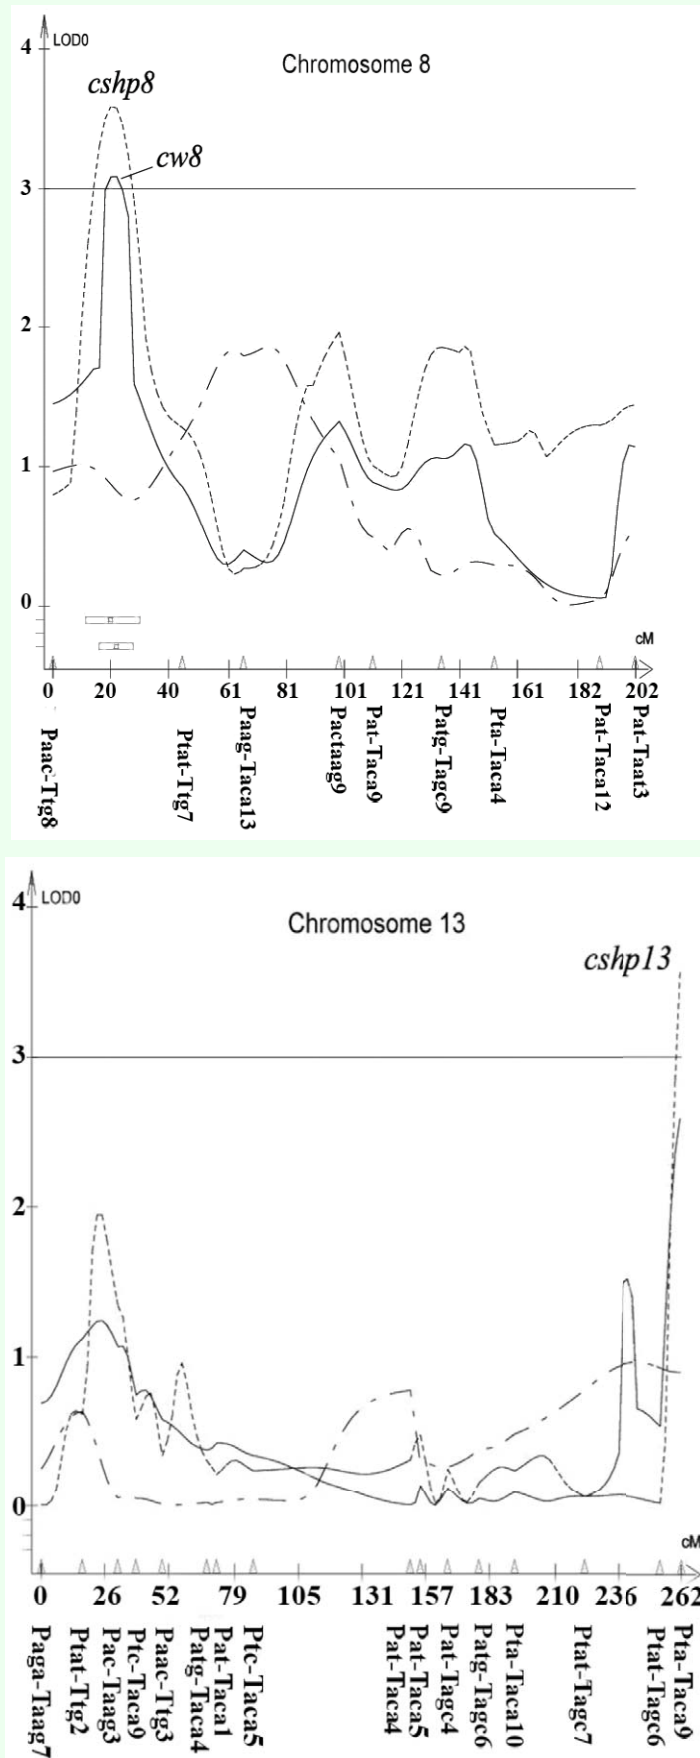 4
LOD0
Chromosome 8
cshp8
cw8
3
2
1
0
cM
0 20 40 61 81 101 121 141 161 182 202
Paac-Ttg8
Ptat-Ttg7
Paag-Taca13
Pactaag9
Pat-Taca9
Patg-Tagc9
Pta-Taca4
Pat-Taca12
Pat-Taat3
4
LOD0
Chromosome 13
cshp13
3
2
1
0
cM
0 26 52 79 105 131 157 183 210 236 262
Paga-Taag7
Ptat-Ttg2
Pac-Taag3
Ptc-Taca9
Paac-Ttg3
Patg-Taca4
Pat-Taca1
Ptc-Taca5
Pat-Taca4
Pat-Taca5
Pat-Tagc4
Patg-Tagc6
Pta-Taca10
Ptat-Tagc7
Ptat-Tagc6
Pta-Taca9